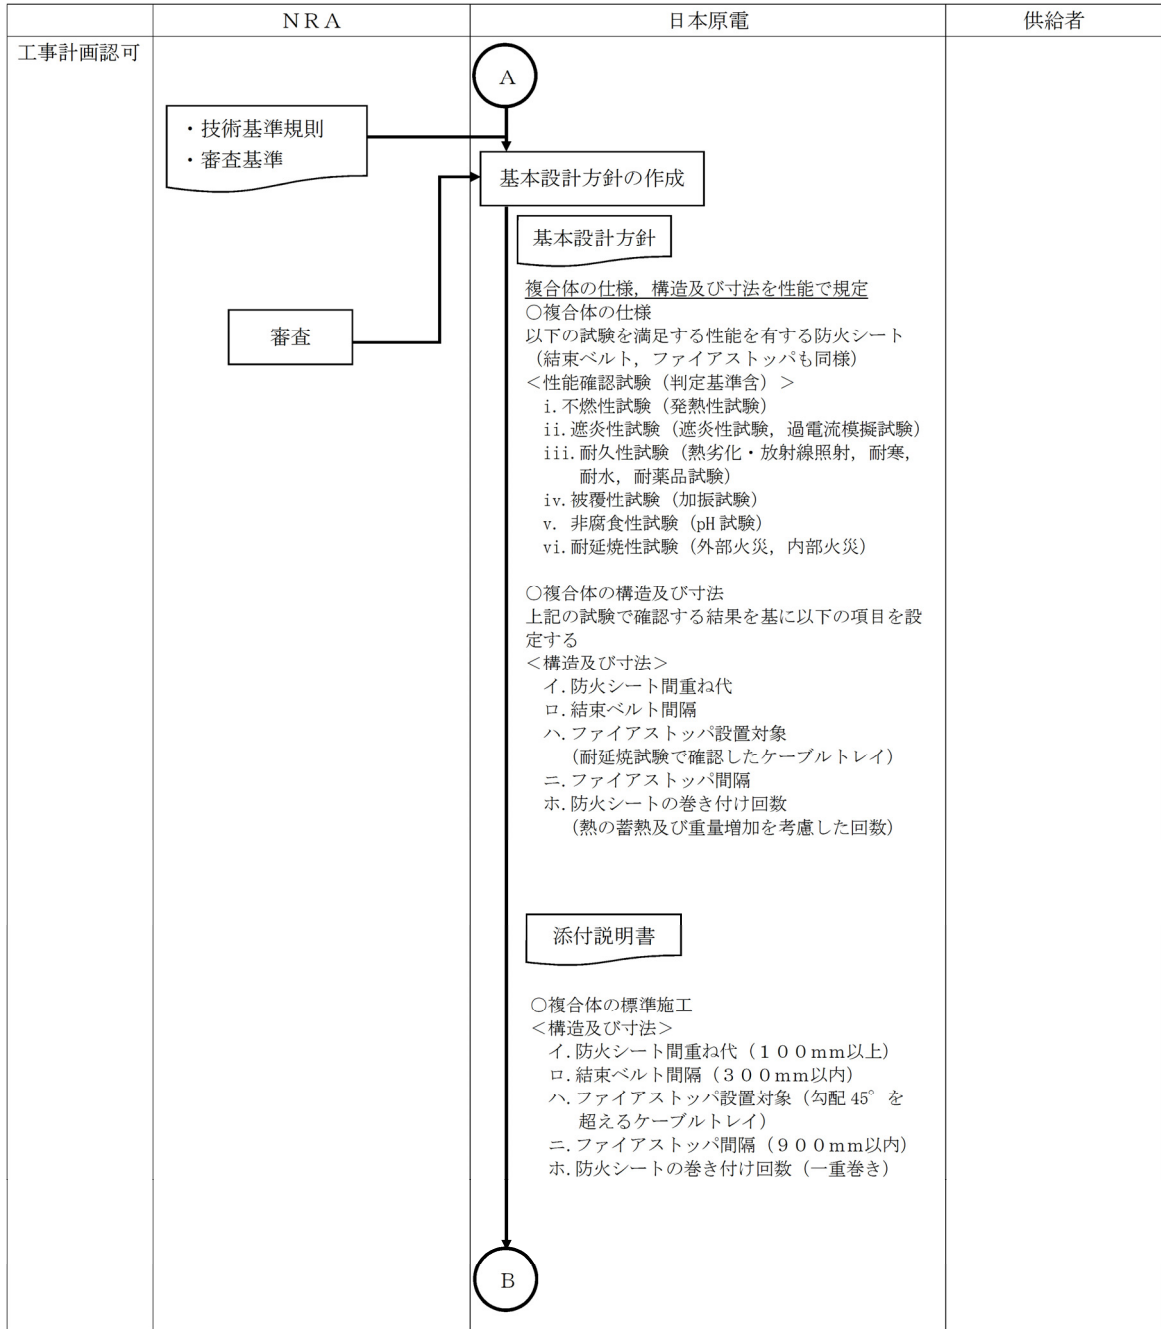 ＮＲＡ
日本原電
供給者
工事計画認可
A
・技術基準規則
・審査基準
基本設計方針の作成
基本設計方針
審査
複合体の仕様，構造及び寸法を性能で規定
○複合体の仕様
以下の試験を満足する性能を有する防火シート
（結束ベルト，ファイアストッパも同様）
＜性能確認試験（判定基準含）＞
i.不燃性試験（発熱性試験）
ii.遮炎性試験（遮炎性試験，過電流模擬試験）
iii.耐久性試験（熱劣化・放射線照射，耐寒，
耐水，耐薬品試験）
iv.被覆性試験（加振試験）
v. 非腐食性試験（pH 試験）
vi.耐延焼性試験（外部火災，内部火災）
○複合体の構造及び寸法
上記の試験で確認する結果を基に以下の項目を設
定する
＜構造及び寸法＞
イ.防火シート間重ね代
ロ.結束ベルト間隔
ハ.ファイアストッパ設置対象
（耐延焼試験で確認したケーブルトレイ）
ニ.ファイアストッパ間隔
ホ.防火シートの巻き付け回数
（熱の蓄熱及び重量増加を考慮した回数）
添付説明書
○複合体の標準施工
＜構造及び寸法＞
イ.防火シート間重ね代（１００mm以上）
ロ.結束ベルト間隔（３００mm以内）
ハ.ファイアストッパ設置対象（勾配 45°を
超えるケーブルトレイ）
ニ.ファイアストッパ間隔（９００mm以内）
ホ.防火シートの巻き付け回数（一重巻き）
B